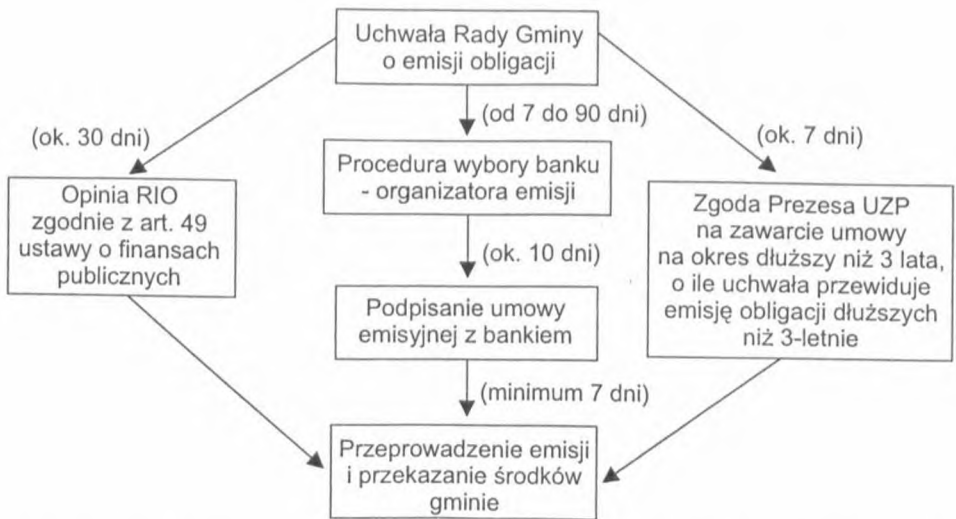 Uchwała Rady Gminy
o emisji obligacji
(ok. 30 dni)
(od 7 do 90 dni)
(ok. 7 dni)
Opinia RIO
zgodnie z art. 49
ustawy o finansach
publicznych
Procedura wybory banku
- organizatora emisji
Zgoda Prezesa UZP
na zawarcie umowy
na okres dłuższy niż 3 lata,
o ile uchwała przewiduje
emisję obligacji dłuższych
niż 3-letnie
(ok. 10 dni)
Podpisanie umowy
emisyjnej z bankiem
(minimum 7 dni)
Przeprowadzenie emisji
i przekazanie środków
gminie